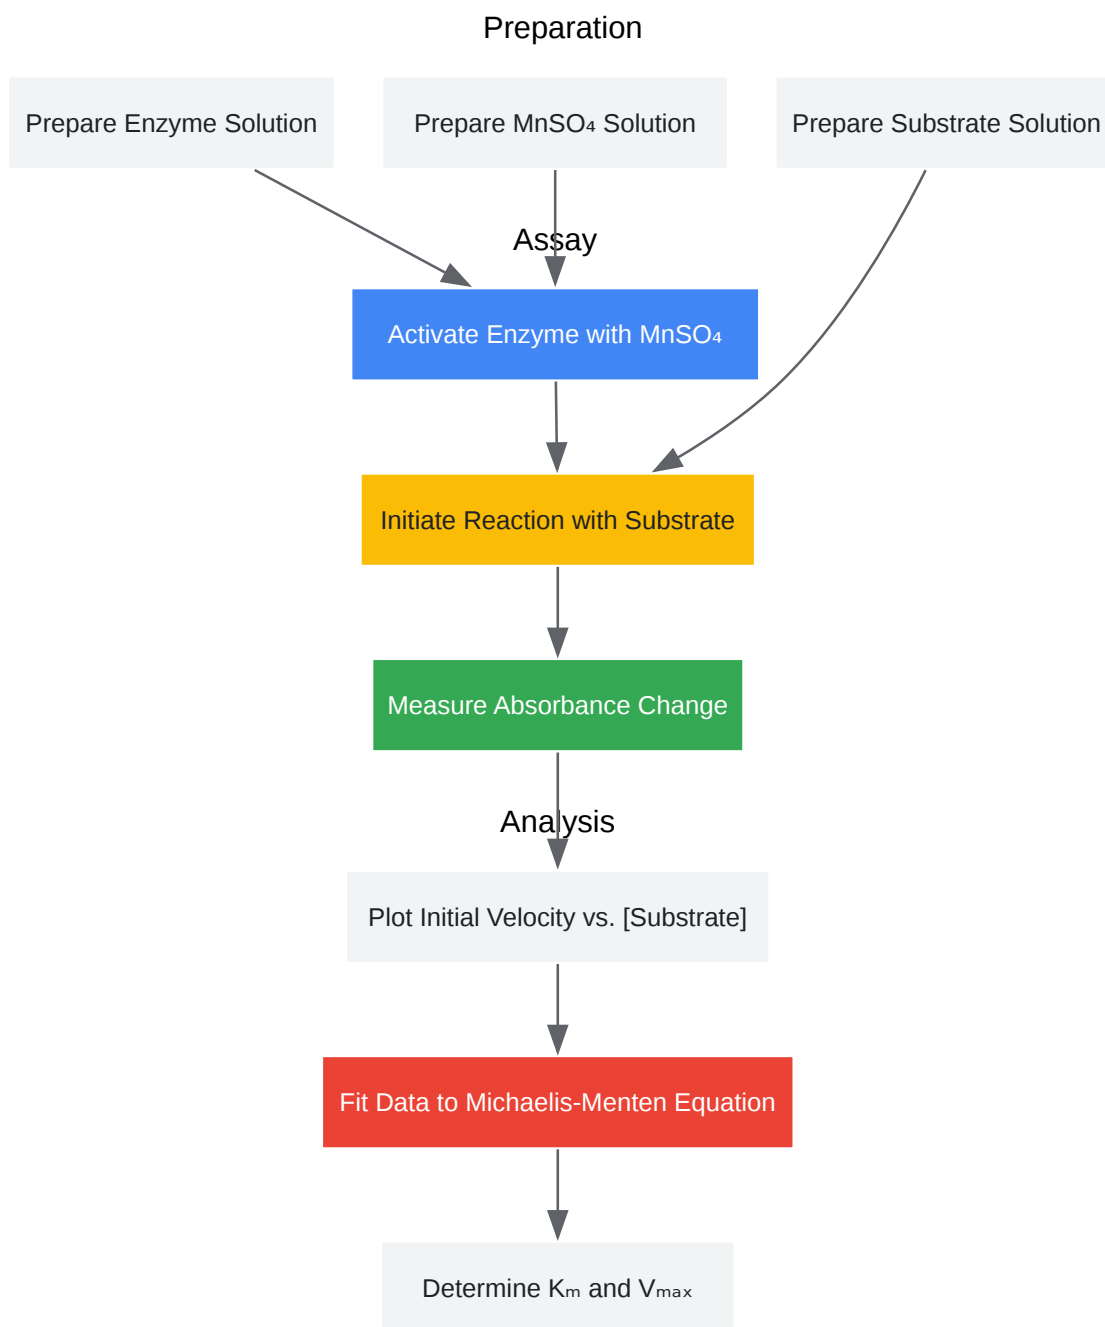 Preparation
Prepare Enzyme Solution
Prepare MnSO₄ Solution
Prepare Substrate Solution
Assay
Activate Enzyme with MnSO₄
Initiate Reaction with Substrate
Measure Absorbance Change
Analysis
Plot Initial Velocity vs. [Substrate]
Fit Data to Michaelis-Menten Equation
Determine Kₘ and Vₘₐₓ